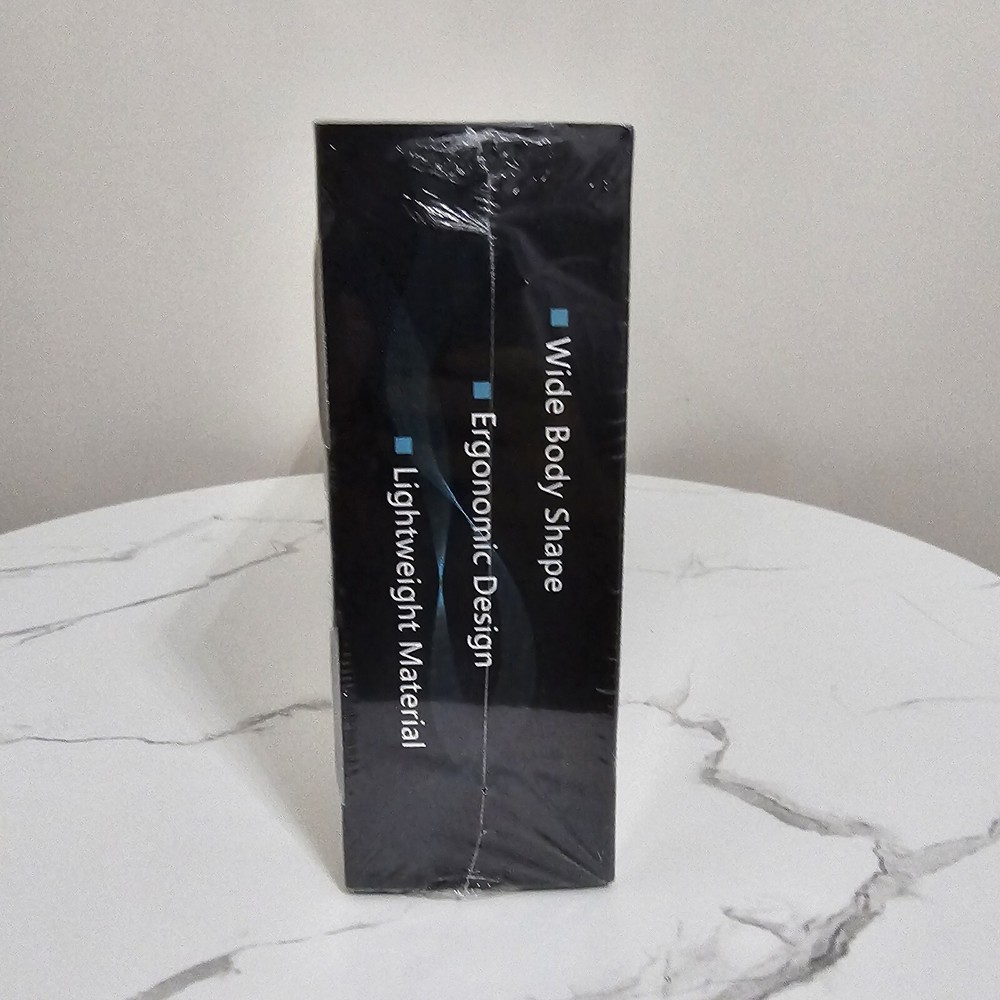 Wide Body Shape
Ergonomic Design
Lightweight Material